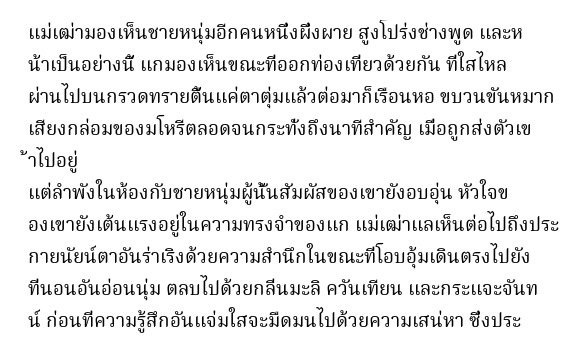 แม่เฒ่ามองเห็นชายหนุ่มอีกคนหนึ่งผึ่งผาย สูงโปร่งช่างพูด และห
น้าเป็นอย่างนี้ แกมองเห็นขณะที่ออกท่องเที่ยวด้วยกัน ที่ใสไหล
ผ่านไปบนกรวดทรายตื้นแค่ตาตุ่มแล้วต่อมาก็เรือนหอ ขบวนขันหมาก
เสียงกล่อมของมโหรีตลอดจนกระทั่งถึงนาทีสำคัญ เมื่อถูกส่งตัวเข
้าไปอยู่
แต่ลำพังในห้องกับชายหนุ่มผู้นั้นสัมผัสของเขายังอบอุ่น หัวใจข
องเขายังเต้นแรงอยู่ในความทรงจำของแก แม่เฒ่าแลเห็นต่อไปถึงประ
กายนัยน์ตาอันร่าเริงด้วยความสำนึกในขณะที่โอบอุ้มเดินตรงไปยัง
ที่นอนอันอ่อนนุ่ม ตลบไปด้วยกลิ่นมะลิ ควันเทียน และกระแจะจันท
น์ ก่อนที่ความรู้สึกอันแจ่มใสจะมืดมนไปด้วยความเสน่หา ซึ่งประ